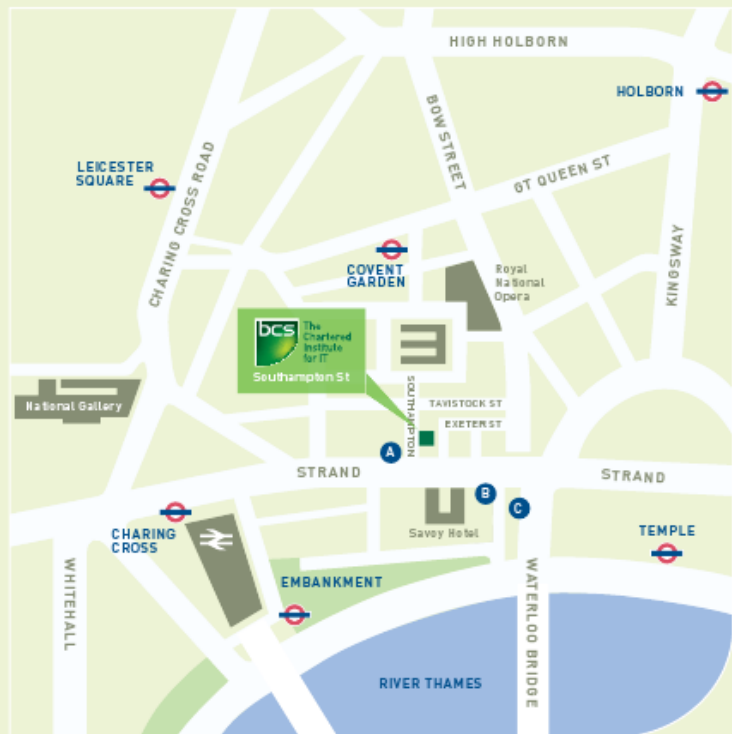 HIGH HOLBORN
HOLBORN
BOW STREET
LEICESTER
SQUARE
CHARING CROSS ROAD
GT QUEEN ST
KINGSWAY
COVENT
GARDEN
Royal
National
Opera
bcs
The
Chartered
Institute
for IT
Southampton St
National Gallery
SOUTHAMPTON
TAVISTOCK ST
EXETER ST
A
STRAND
STRAND
B
C
CHARING
CROSS
Savoy Hotel
TEMPLE
WHITEHALL
EMBANKMENT
WATERLOO BRIDGE
RIVER THAMES